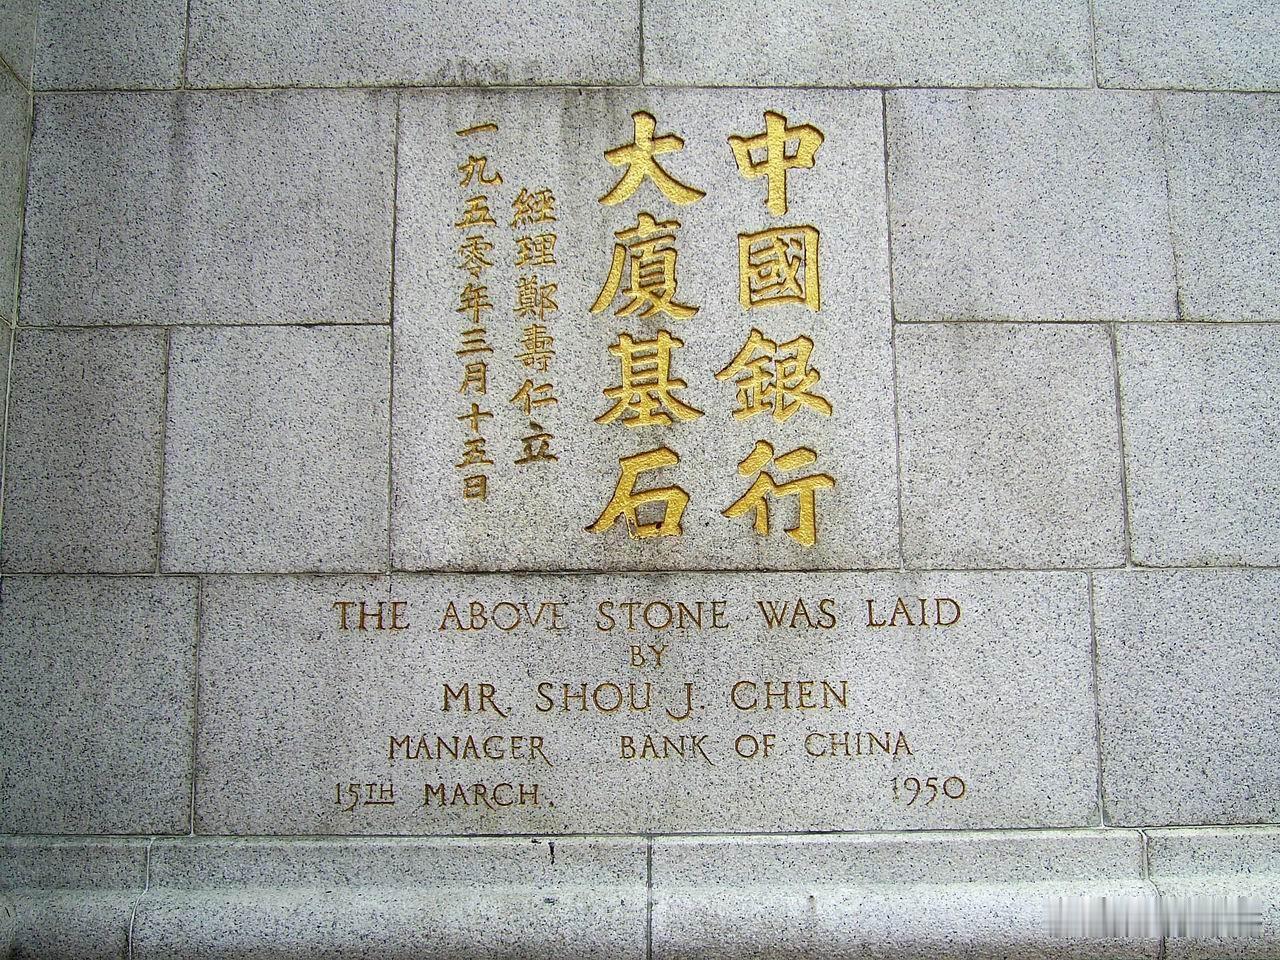 中國銀行
大廈基石
經理鄭壽仁立
一九五零年三月十五日
THE ABOVE STONE WAS LAID
BY
MR. SHOU J. CHEN
MANAGER BANK OF CHINA
15TH MARCH. 1950